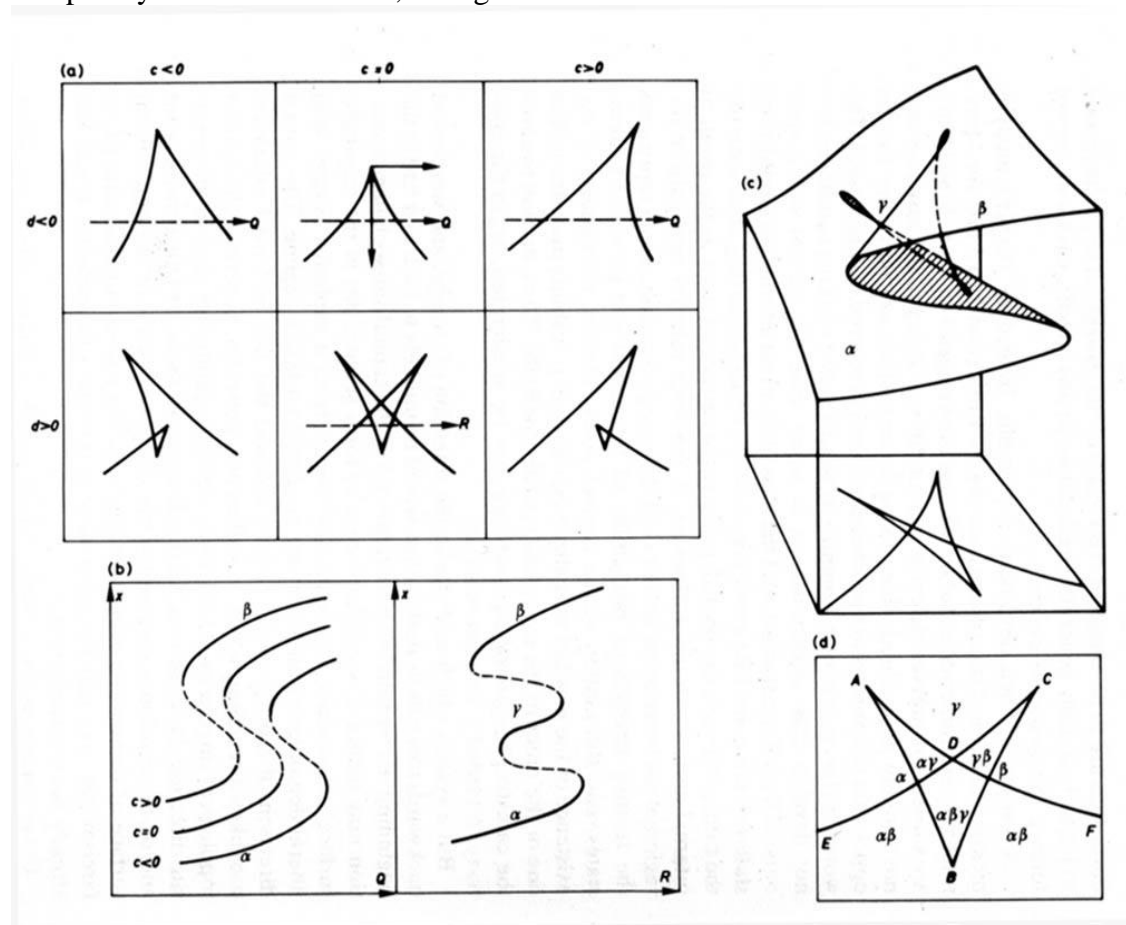 (a) c<0 c=0 c>0
d<0 Q Q Q
d>0 R
(b)
x β
c>0
c=0
c<0 α
Q
x β
γ
α
R
(c)
γ β
α
(d)
A C
γ
D
αγ γβ
α β
αβγ
E αβ αβ F
B